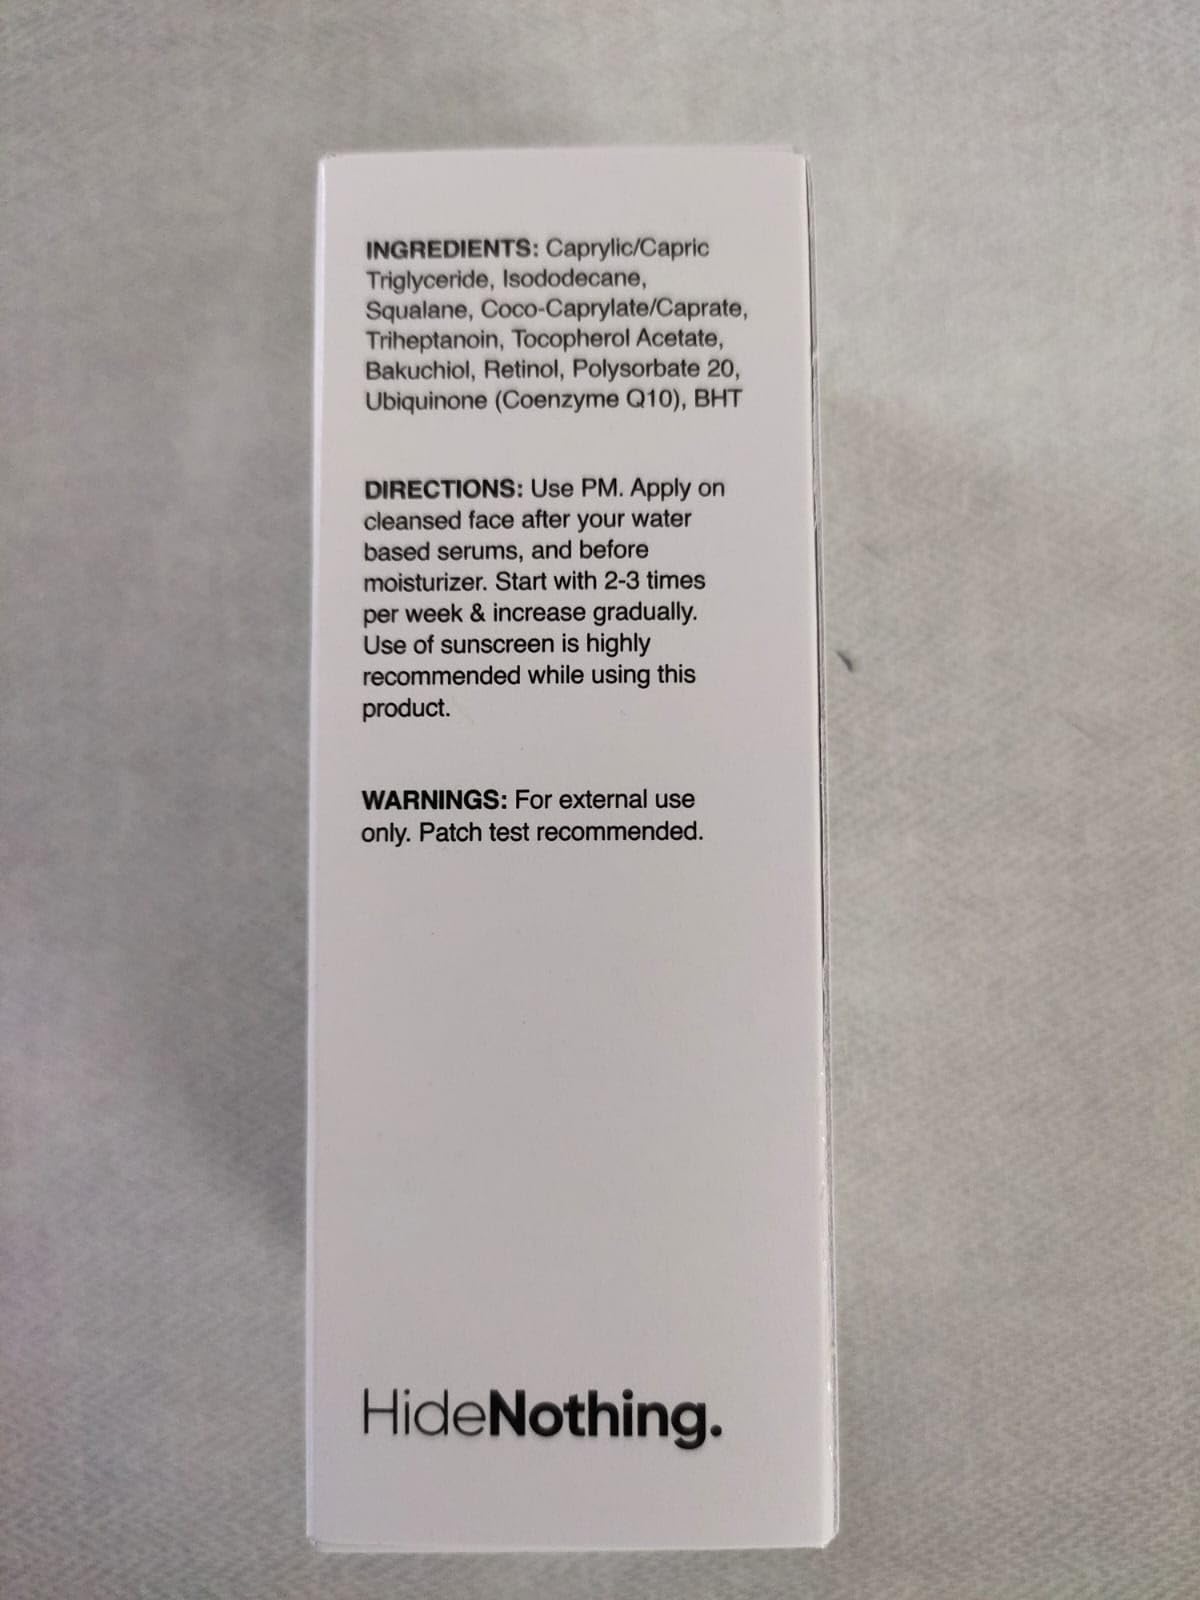 INGREDIENTS: Caprylic/Capric
Triglyceride, Isododecane,
Squalane, Coco-Caprylate/Caprate,
Triheptanoin, Tocopherol Acetate,
Bakuchiol, Retinol, Polysorbate 20,
Ubiquinone (Coenzyme Q10), BHT
DIRECTIONS: Use PM. Apply on
cleansed face after your water
based serums, and before
moisturizer. Start with 2-3 times
per week & increase gradually.
Use of sunscreen is highly
recommended while using this
product.
WARNINGS: For external use
only. Patch test recommended.
HideNothing.